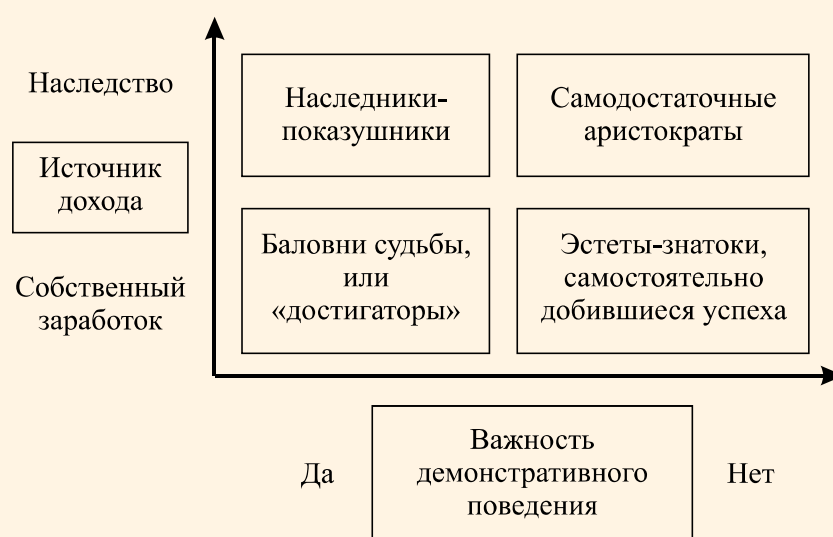 Наследство
Наследники-
показушники
Самодостаточные
аристократы
Источник
дохода
Баловни судьбы,
или
«достигаторы»
Эстеты-знатоки,
самостоятельно
добившиеся успеха
Собственный
заработок
Да
Важность
демонстративного
поведения
Нет